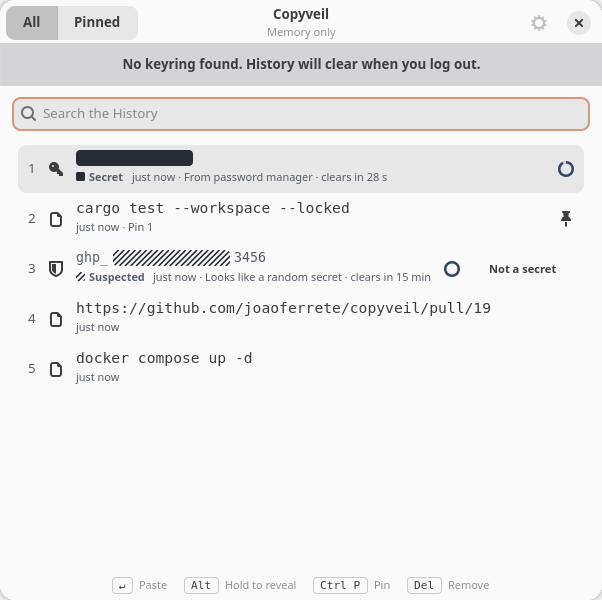 All
Pinned
Copyveil
Memory only
No keyring found. History will clear when you log out.
Search the History
1
Secret just now · From password manager · clears in 28 s
2 cargo test --workspace --locked
just now · Pin 1
3 ghp_ 3456
Suspected just now · Looks like a random secret · clears in 15 min
Not a secret
4 https://github.com/joaoferrete/copyveil/pull/19
just now
5 docker compose up -d
just now
↵ Paste Alt Hold to reveal Ctrl P Pin Del Remove